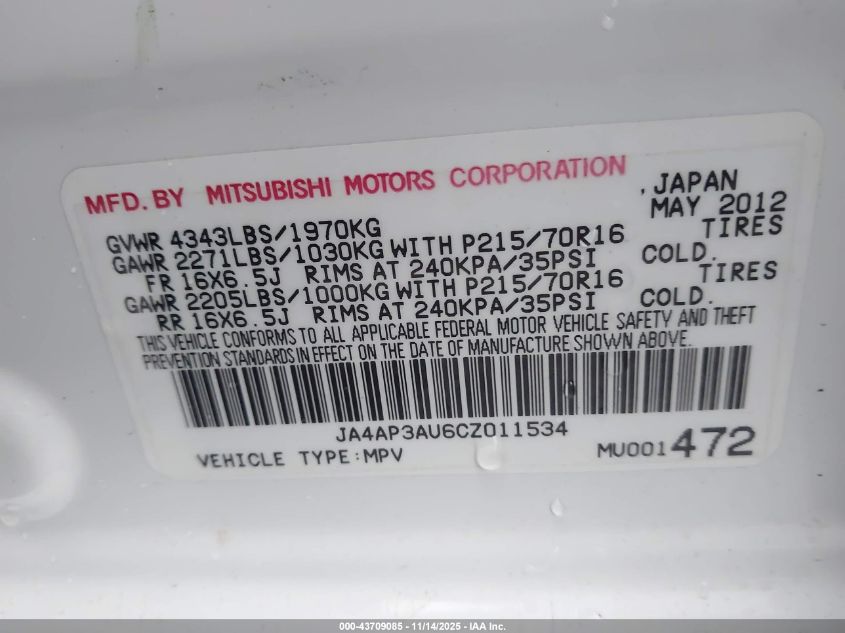 MFD. BY MITSUBISHI MOTORS CORPORATION , JAPAN
MAY 2012
GVWR 4343LBS/1970KG
GAWR 2271LBS/1030KG WITH P215/70R16 TIRES
FR 16X6.5J RIMS AT 240KPA/35PSI COLD.
GAWR 2205LBS/1000KG WITH P215/70R16 TIRES
RR 16X6.5J RIMS AT 240KPA/35PSI COLD.
THIS VEHICLE CONFORMS TO ALL APPLICABLE FEDERAL MOTOR VEHICLE SAFETY AND THEFT
PREVENTION STANDARDS IN EFFECT ON THE DATE OF MANUFACTURE SHOWN ABOVE.
JA4AP3AU6CZ011534
VEHICLE TYPE:MPV MU001472
000-43709085 - 11/14/2025 - IAA Inc.